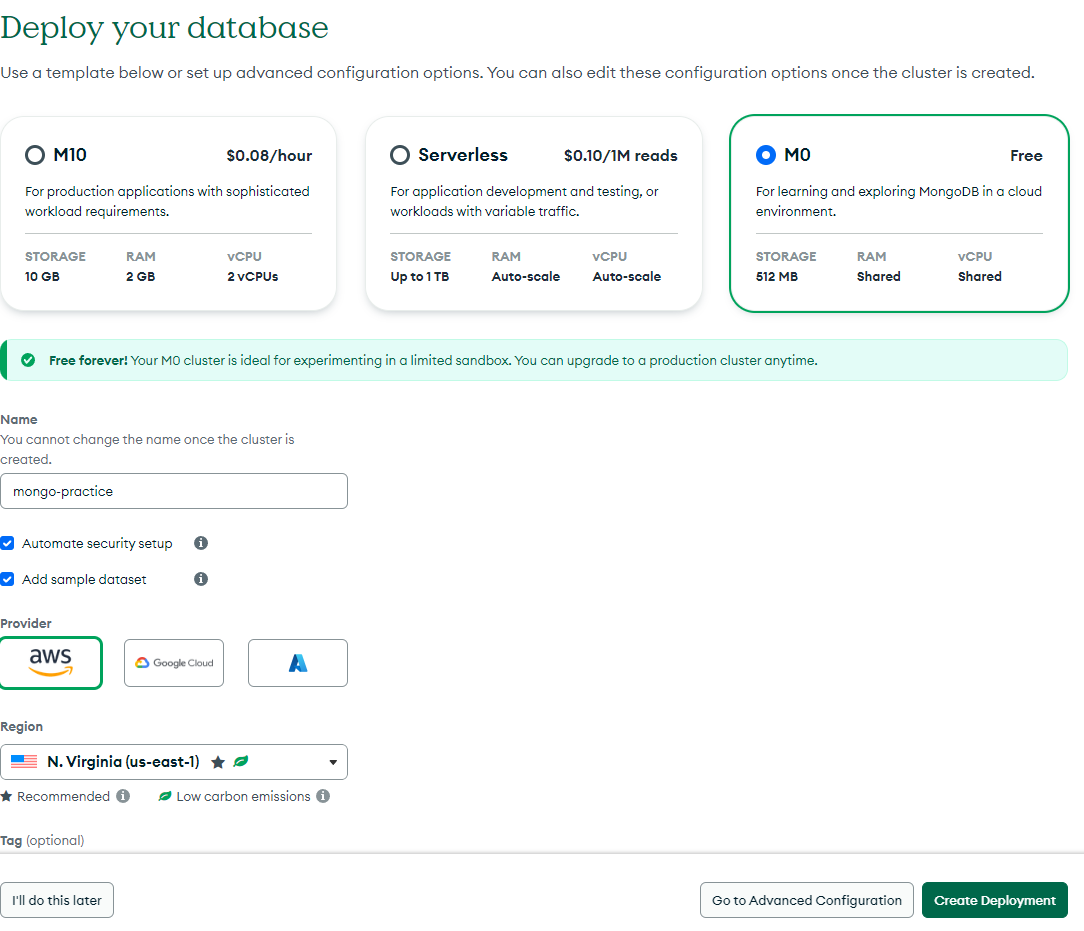 Deploy your database
Use a template below or set up advanced configuration options. You can also edit these configuration options once the cluster is created.
M10 $0.08/hour
For production applications with sophisticated
workload requirements.
STORAGE RAM vCPU
10 GB 2 GB 2 vCPUs
Serverless $0.10/1M reads
For application development and testing, or
workloads with variable traffic.
STORAGE RAM vCPU
Up to 1 TB Auto-scale Auto-scale
M0 Free
For learning and exploring MongoDB in a cloud
environment.
STORAGE RAM vCPU
512 MB Shared Shared
Free forever! Your M0 cluster is ideal for experimenting in a limited sandbox. You can upgrade to a production cluster anytime.
Name
You cannot change the name once the cluster is
created.
mongo-practice
Automate security setup
Add sample dataset
Provider
aws Google Cloud
Region
N. Virginia (us-east-1)
Recommended Low carbon emissions
Tag (optional)
I'll do this later Go to Advanced Configuration Create Deployment